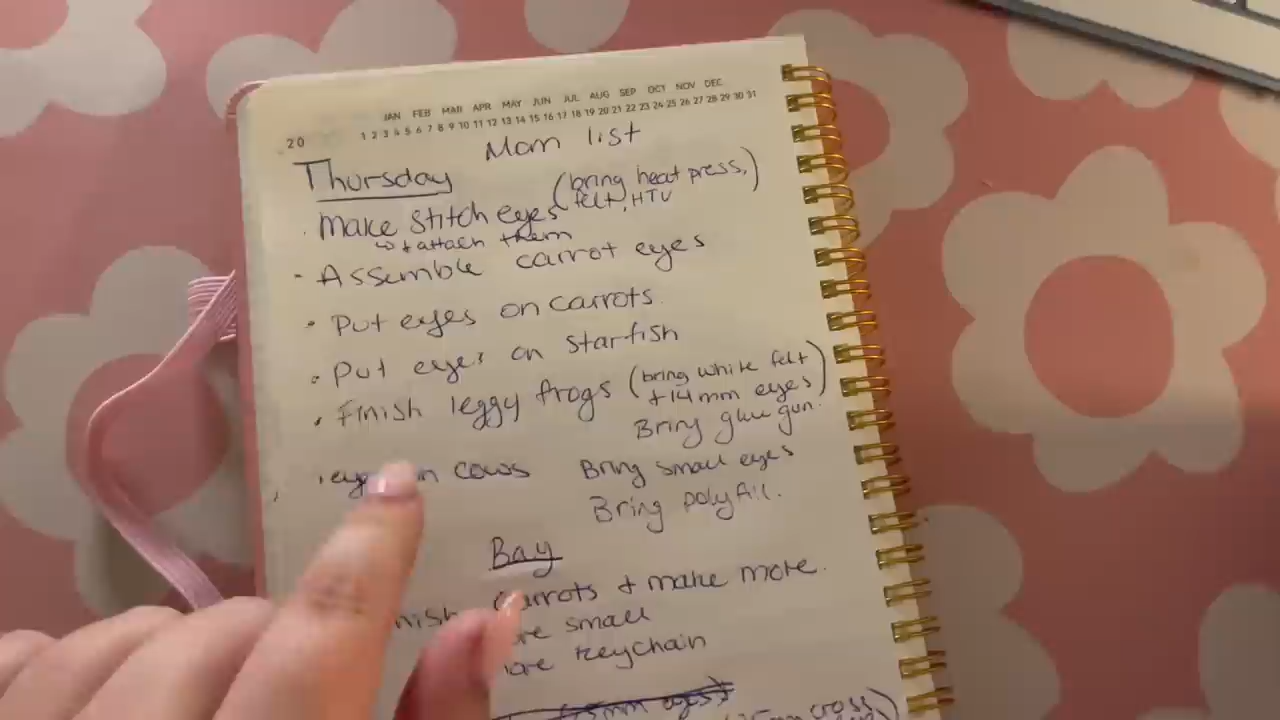 JAN FEB MAR APR MAY JUN JUL AUG SEP OCT NOV DEC
20 1 2 3 4 5 6 7 8 9 10 11 12 13 14 15 16 17 18 19 20 21 22 23 24 25 26 27 28 29 30 31
Mom list
Thursday
(bring heat press,
felt, HTV)
· Make Stitch eyes
↳ + attach them
- Assemble carrot eyes
· Put eyes on carrots
· Put eyes on starfish
· Finish leggy frogs (bring white felt
+ 14mm eyes)
Bring glue gun.
cows Bring small eyes
Bring polyfill.
Bay
carrots + make more.
small
keychain